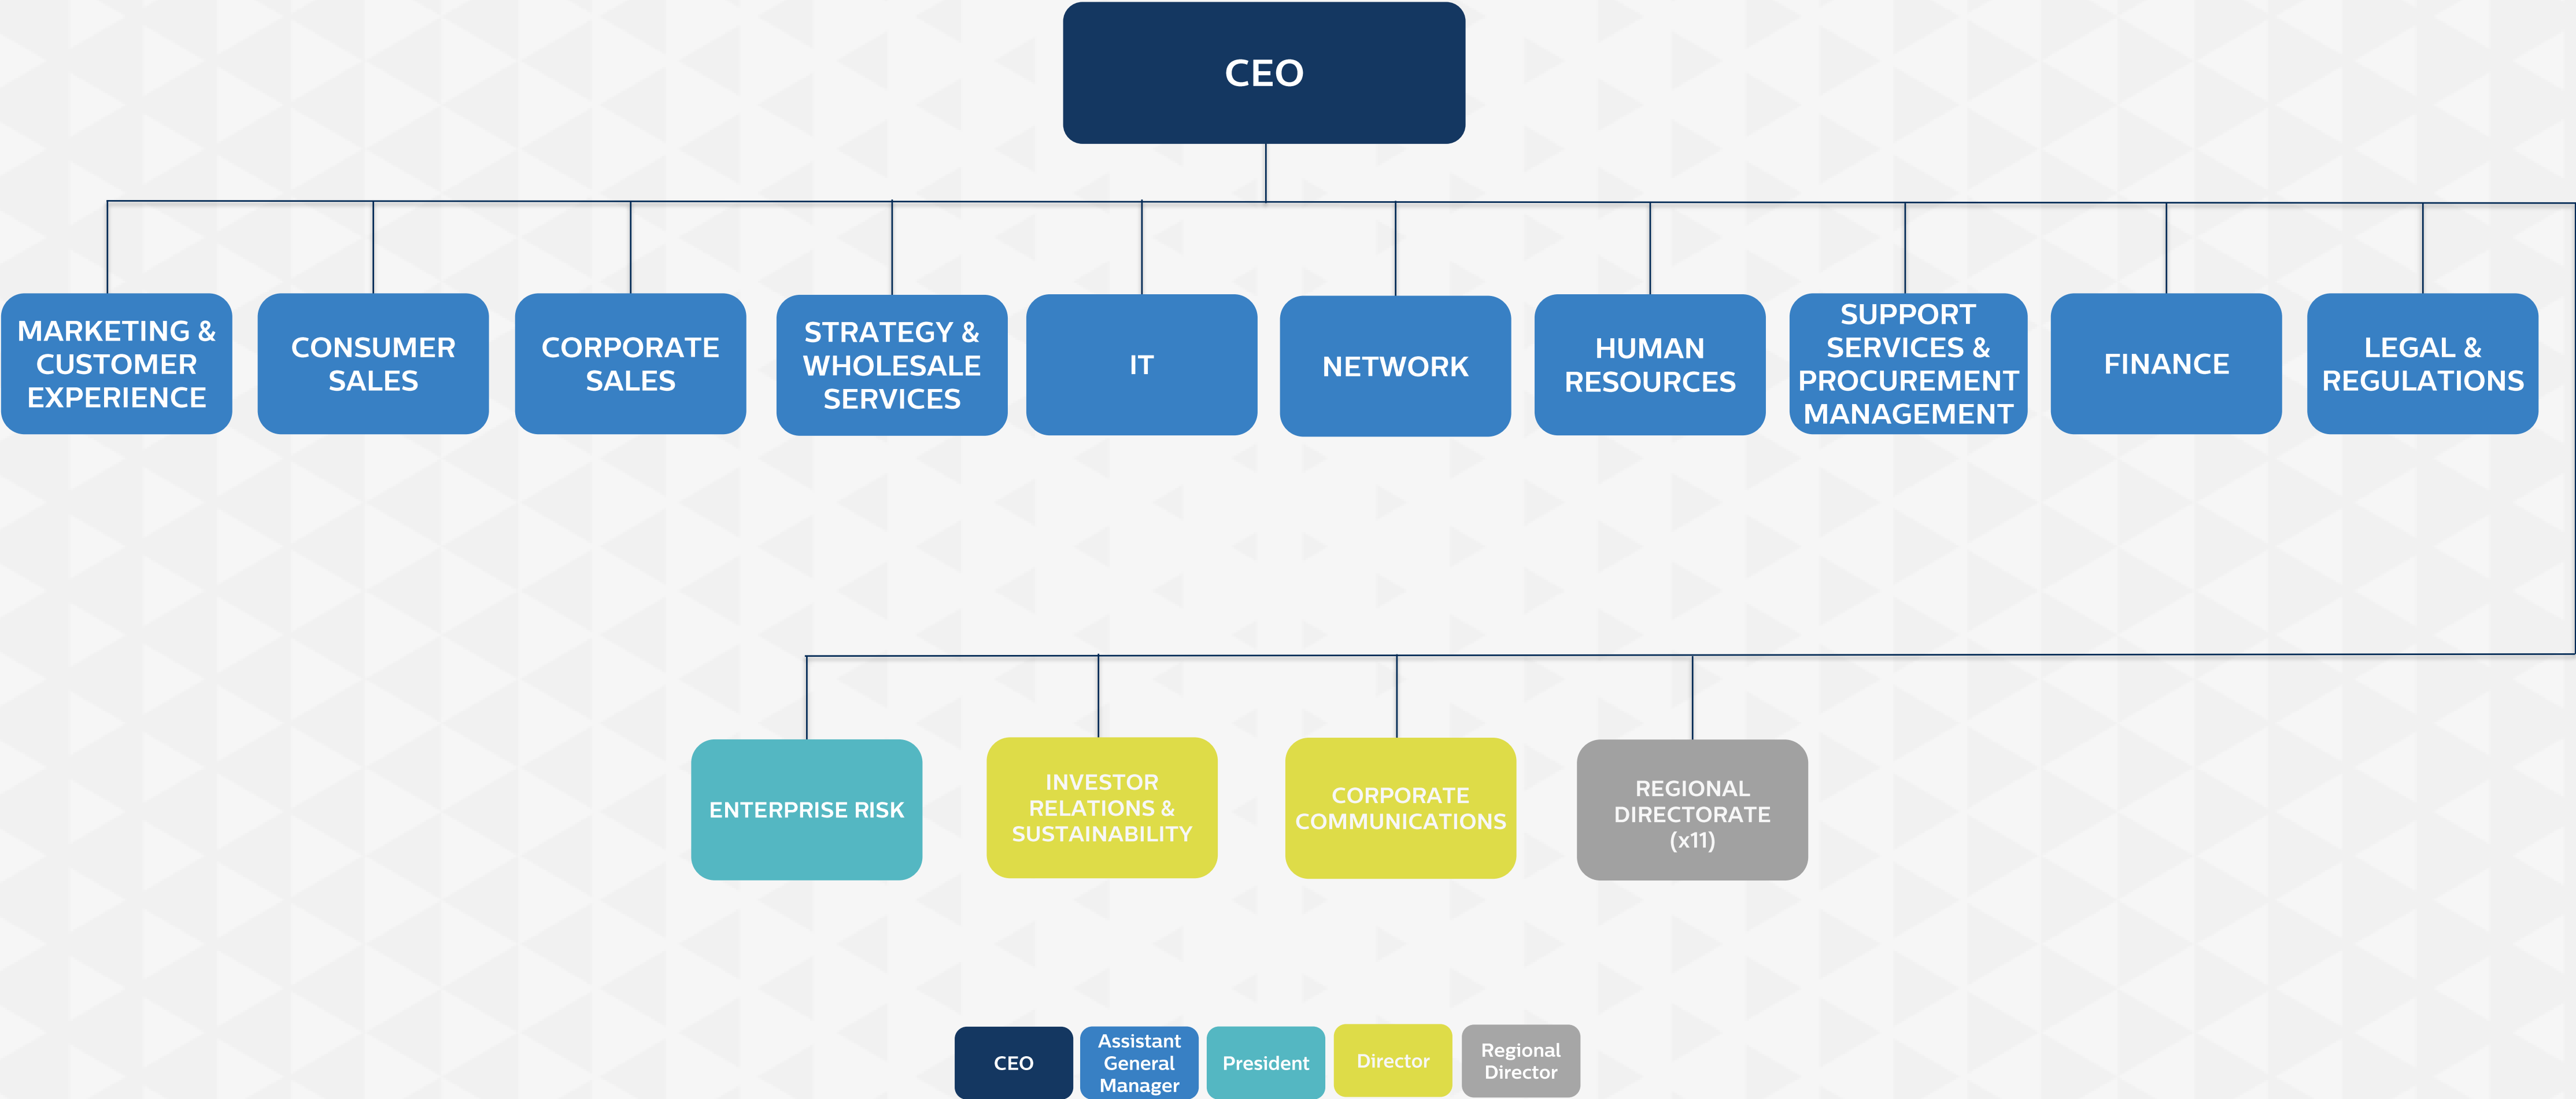 CEO
MARKETING &
CUSTOMER
EXPERIENCE
CONSUMER
SALES
CORPORATE
SALES
STRATEGY &
WHOLESALE
SERVICES
IT
NETWORK
HUMAN
RESOURCES
SUPPORT
SERVICES &
PROCUREMENT
MANAGEMENT
FINANCE
LEGAL &
REGULATIONS
ENTERPRISE RISK
INVESTOR
RELATIONS &
SUSTAINABILITY
CORPORATE
COMMUNICATIONS
REGIONAL
DIRECTORATE
(x11)
CEO
Assistant
General
Manager
President
Director
Regional
Director